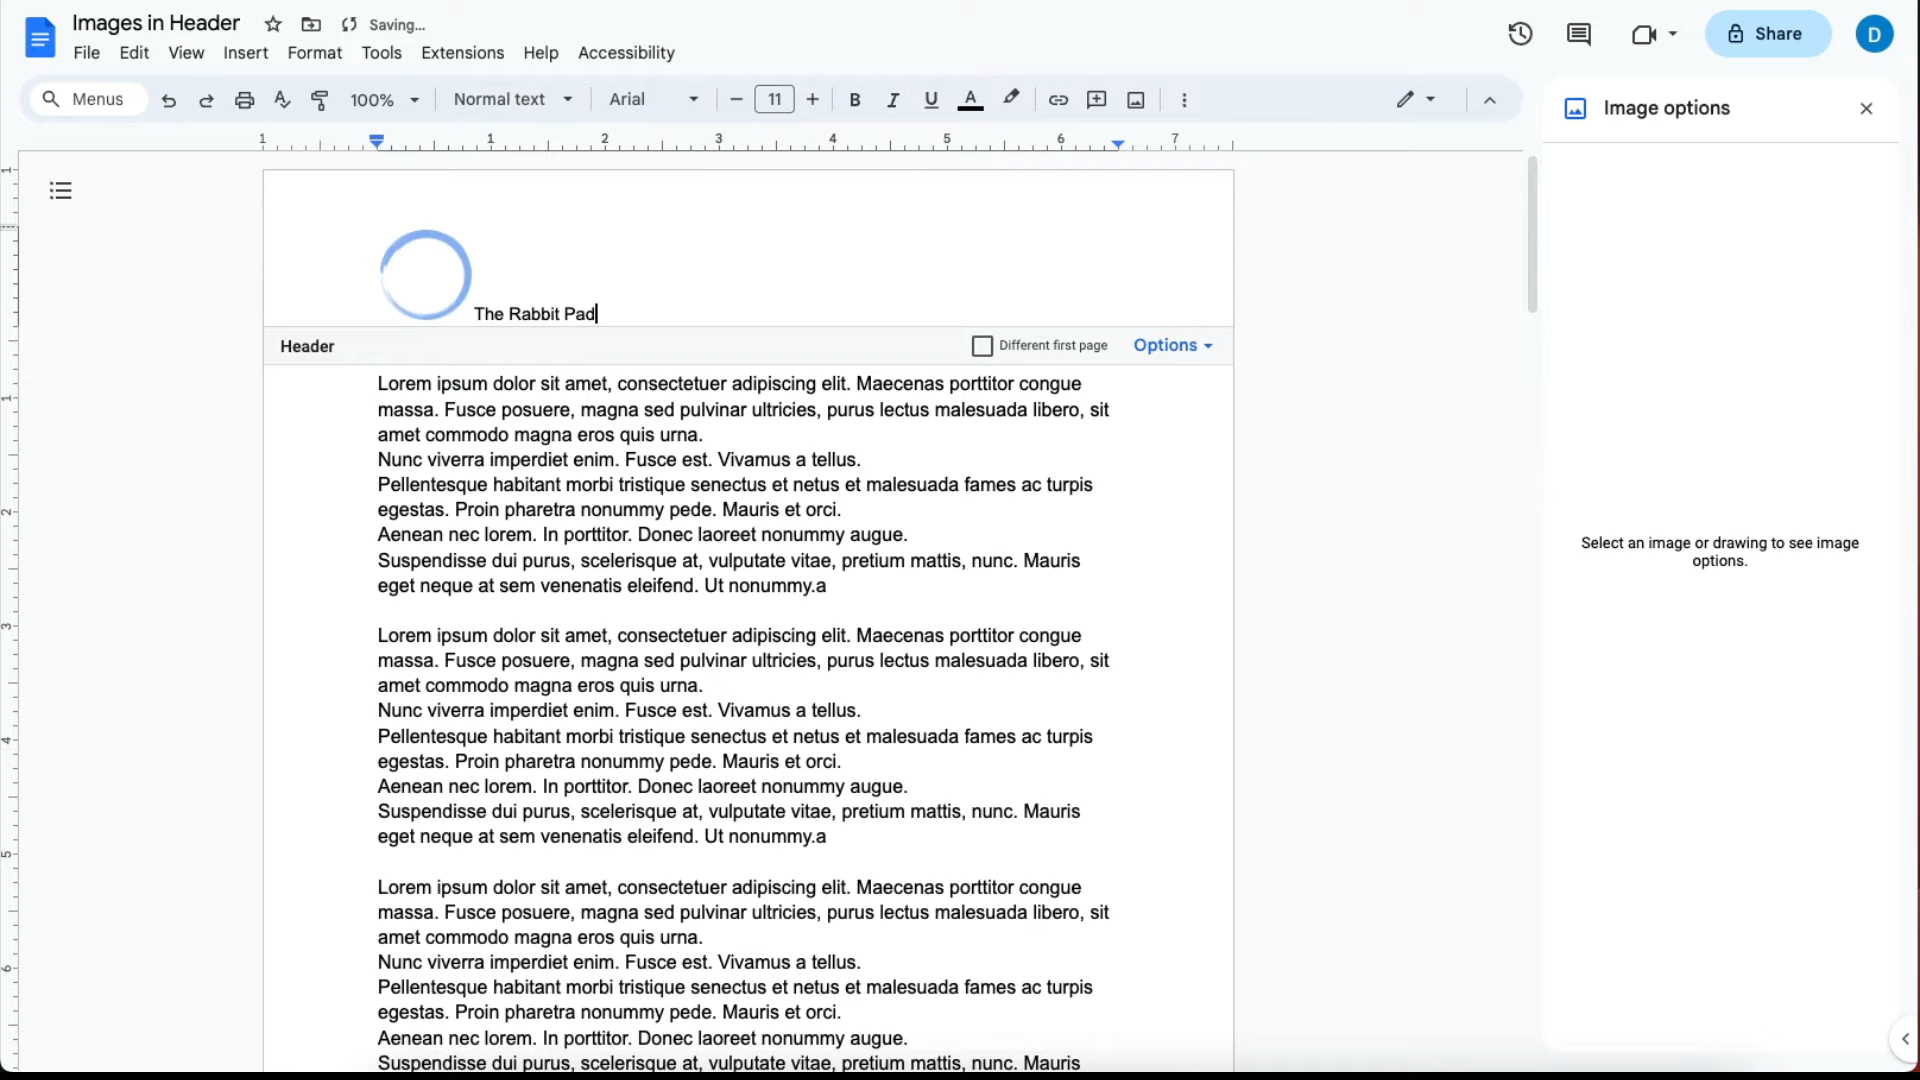 Images in Header Saving...
File Edit View Insert Format Tools Extensions Help Accessibility
Share
D
Menus 100% Normal text Arial 11 B I U A
Image options
1 1 2 3 4 5 6 7
The Rabbit Pad
Header Different first page Options
Lorem ipsum dolor sit amet, consectetuer adipiscing elit. Maecenas porttitor congue
massa. Fusce posuere, magna sed pulvinar ultricies, purus lectus malesuada libero, sit
amet commodo magna eros quis urna.
Nunc viverra imperdiet enim. Fusce est. Vivamus a tellus.
Pellentesque habitant morbi tristique senectus et netus et malesuada fames ac turpis
egestas. Proin pharetra nonummy pede. Mauris et orci.
Aenean nec lorem. In porttitor. Donec laoreet nonummy augue.
Suspendisse dui purus, scelerisque at, vulputate vitae, pretium mattis, nunc. Mauris
eget neque at sem venenatis eleifend. Ut nonummy.a
Lorem ipsum dolor sit amet, consectetuer adipiscing elit. Maecenas porttitor congue
massa. Fusce posuere, magna sed pulvinar ultricies, purus lectus malesuada libero, sit
amet commodo magna eros quis urna.
Nunc viverra imperdiet enim. Fusce est. Vivamus a tellus.
Pellentesque habitant morbi tristique senectus et netus et malesuada fames ac turpis
egestas. Proin pharetra nonummy pede. Mauris et orci.
Aenean nec lorem. In porttitor. Donec laoreet nonummy augue.
Suspendisse dui purus, scelerisque at, vulputate vitae, pretium mattis, nunc. Mauris
eget neque at sem venenatis eleifend. Ut nonummy.a
Lorem ipsum dolor sit amet, consectetuer adipiscing elit. Maecenas porttitor congue
massa. Fusce posuere, magna sed pulvinar ultricies, purus lectus malesuada libero, sit
amet commodo magna eros quis urna.
Nunc viverra imperdiet enim. Fusce est. Vivamus a tellus.
Pellentesque habitant morbi tristique senectus et netus et malesuada fames ac turpis
egestas. Proin pharetra nonummy pede. Mauris et orci.
Aenean nec lorem. In porttitor. Donec laoreet nonummy augue.
Suspendisse dui purus, scelerisque at, vulputate vitae, pretium mattis, nunc. Mauris
Select an image or drawing to see image
options.
1
1
2
3
4
5
6